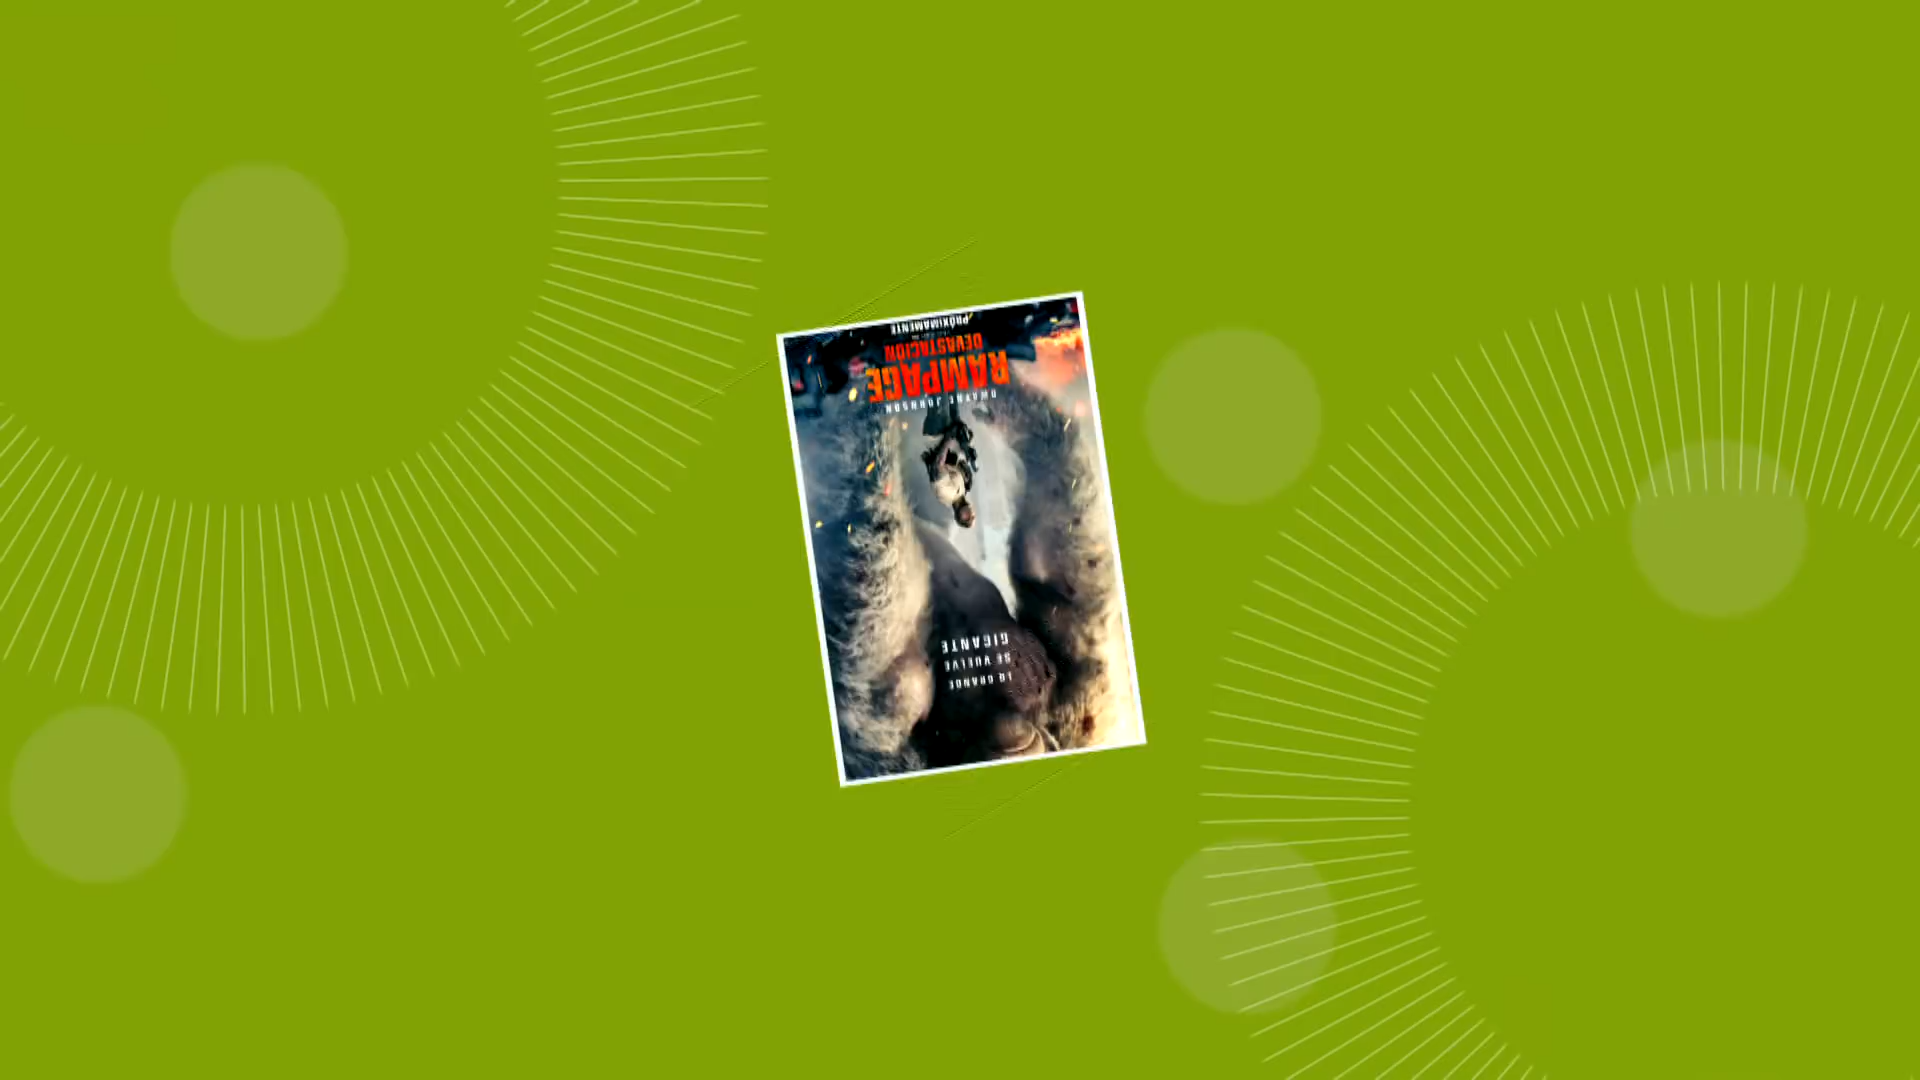 LO GRANDE
SE VUELVE
GIGANTE
DWAYNE JOHNSON
RAMPAGE
DEVASTACIÓN
PRÓXIMAMENTE